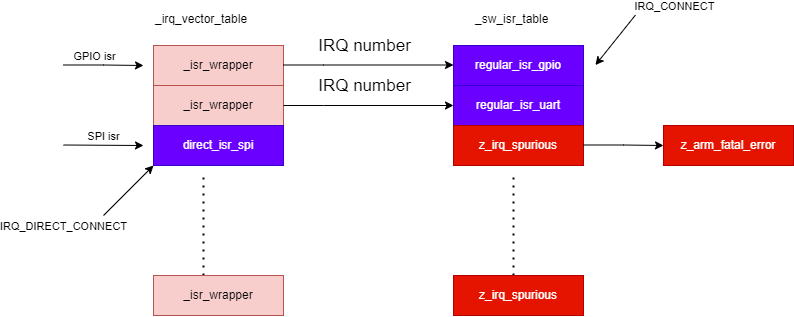 _irq_vector_table
_sw_isr_table
IRQ_CONNECT
GPIO isr
_isr_wrapper
IRQ number
regular_isr_gpio
_isr_wrapper
IRQ number
regular_isr_uart
SPI isr
direct_isr_spi
z_irq_spurious
z_arm_fatal_error
IRQ_DIRECT_CONNECT
_isr_wrapper
z_irq_spurious